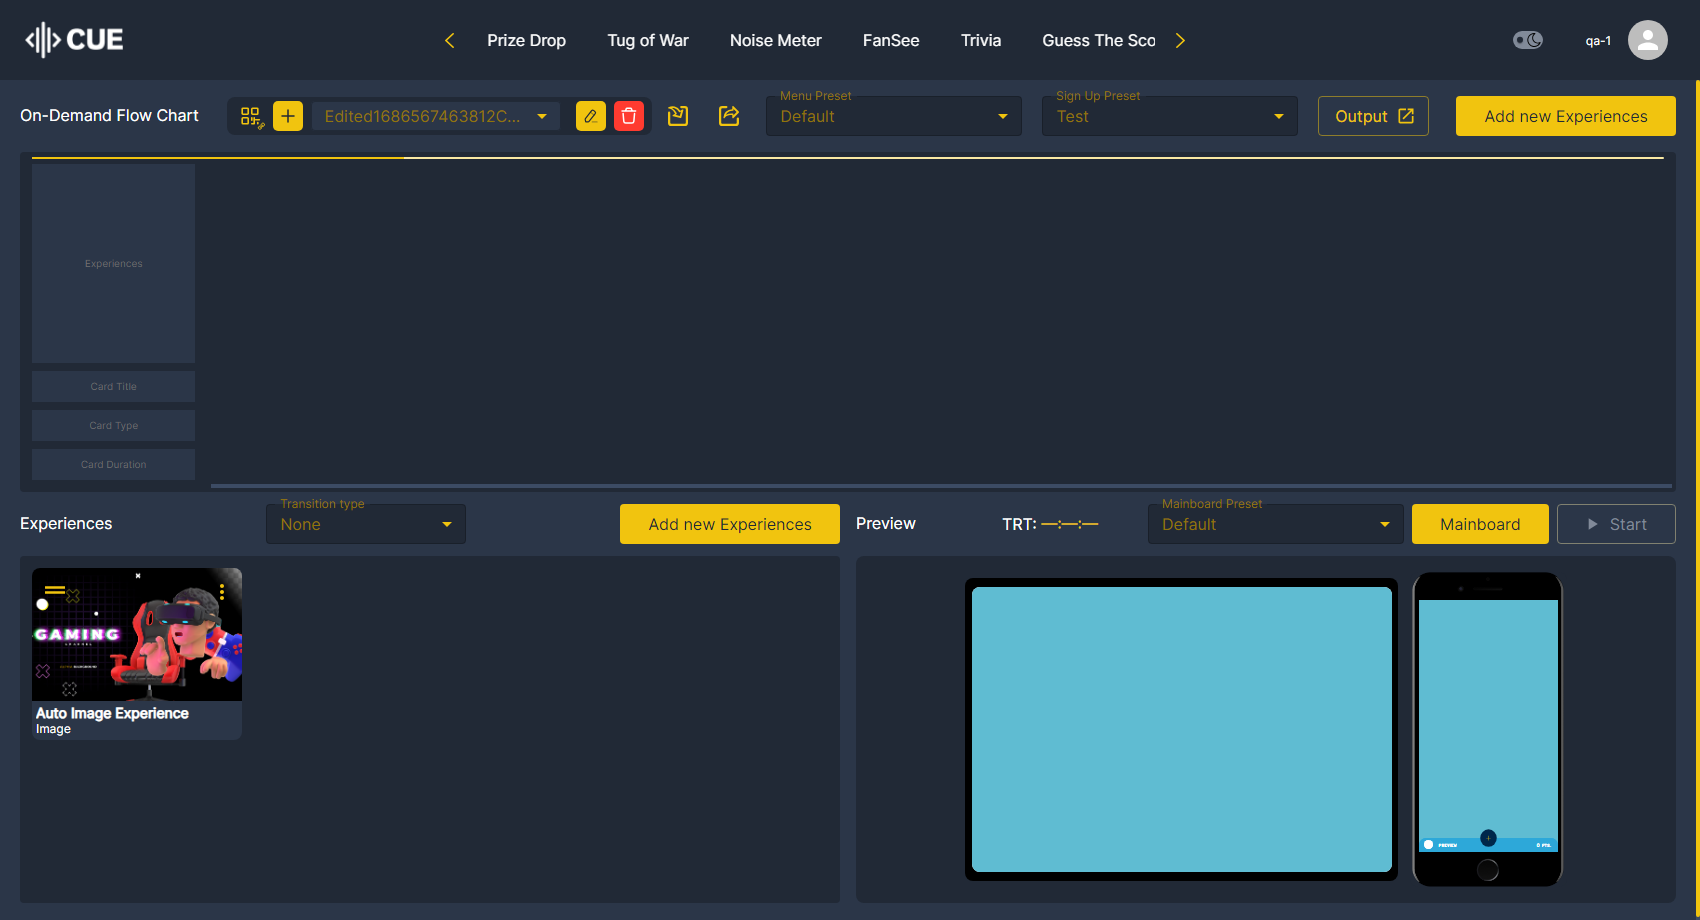 CUE
Prize Drop
Tug of War
Noise Meter
FanSee
Trivia
Guess The Sco
qa-1
On-Demand Flow Chart
Edited1686567463812C...
Menu Preset
Default
Sign Up Preset
Test
Output
Add new Experiences
Experiences
Card Title
Card Type
Card Duration
Experiences
Transition type
None
Add new Experiences
Preview
TRT: —:—:—
Mainboard Preset
Default
Mainboard
Start
GAMING
Auto Image Experience
Image
PREVIEW
0 PTS.